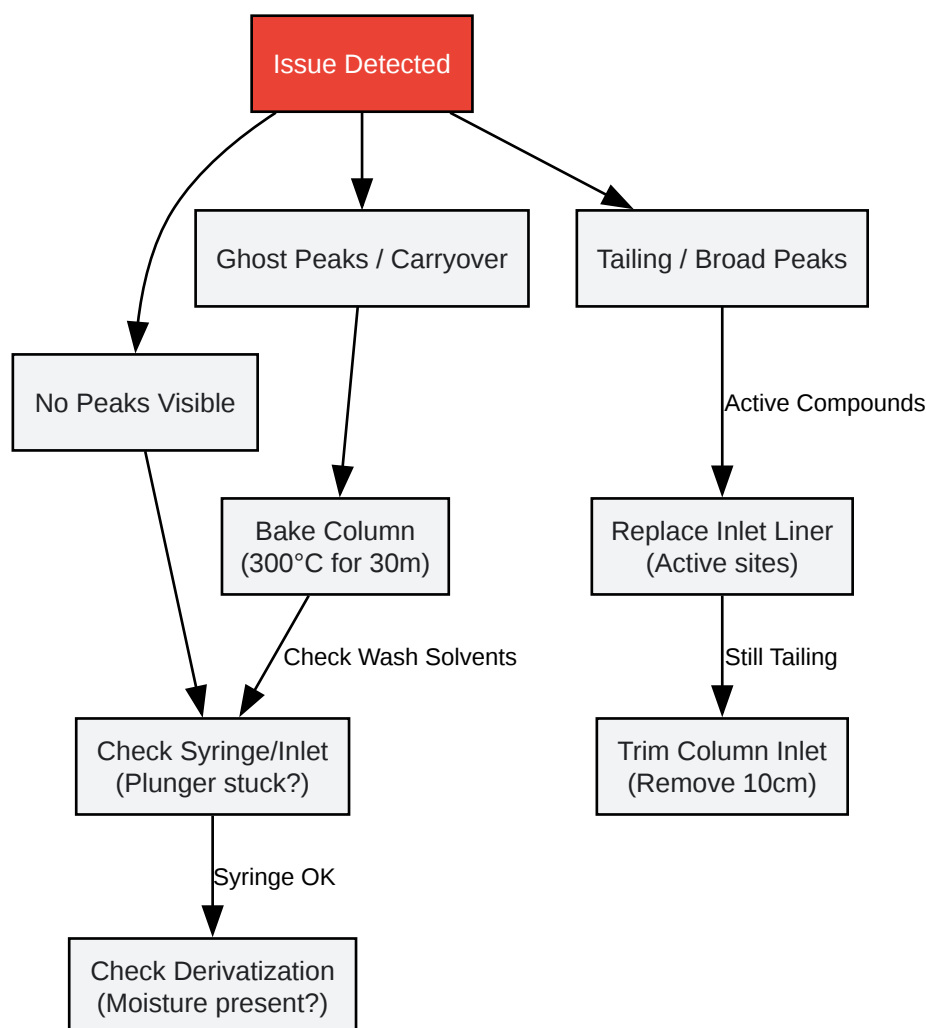 Issue Detected
Ghost Peaks / Carryover
Tailing / Broad Peaks
No Peaks Visible
Active Compounds
Bake Column
(300°C for 30m)
Replace Inlet Liner
(Active sites)
Check Wash Solvents
Still Tailing
Check Syringe/Inlet
(Plunger stuck?)
Trim Column Inlet
(Remove 10cm)
Syringe OK
Check Derivatization
(Moisture present?)